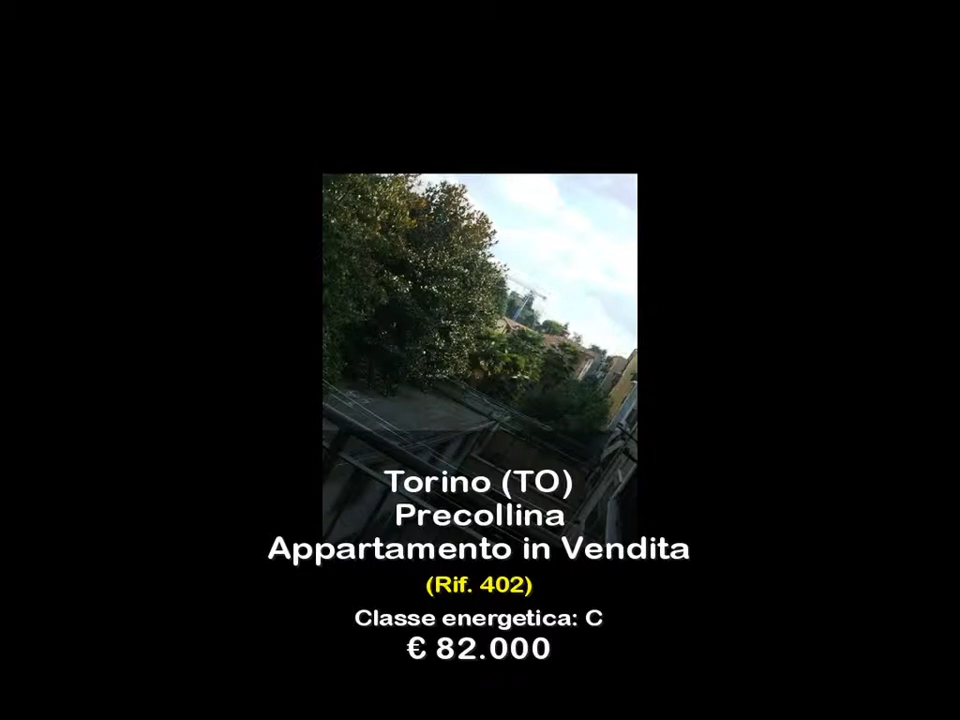 Torino (TO)
Precollina
Appartamento in Vendita
(Rif. 402)
Classe energetica: C
€ 82.000